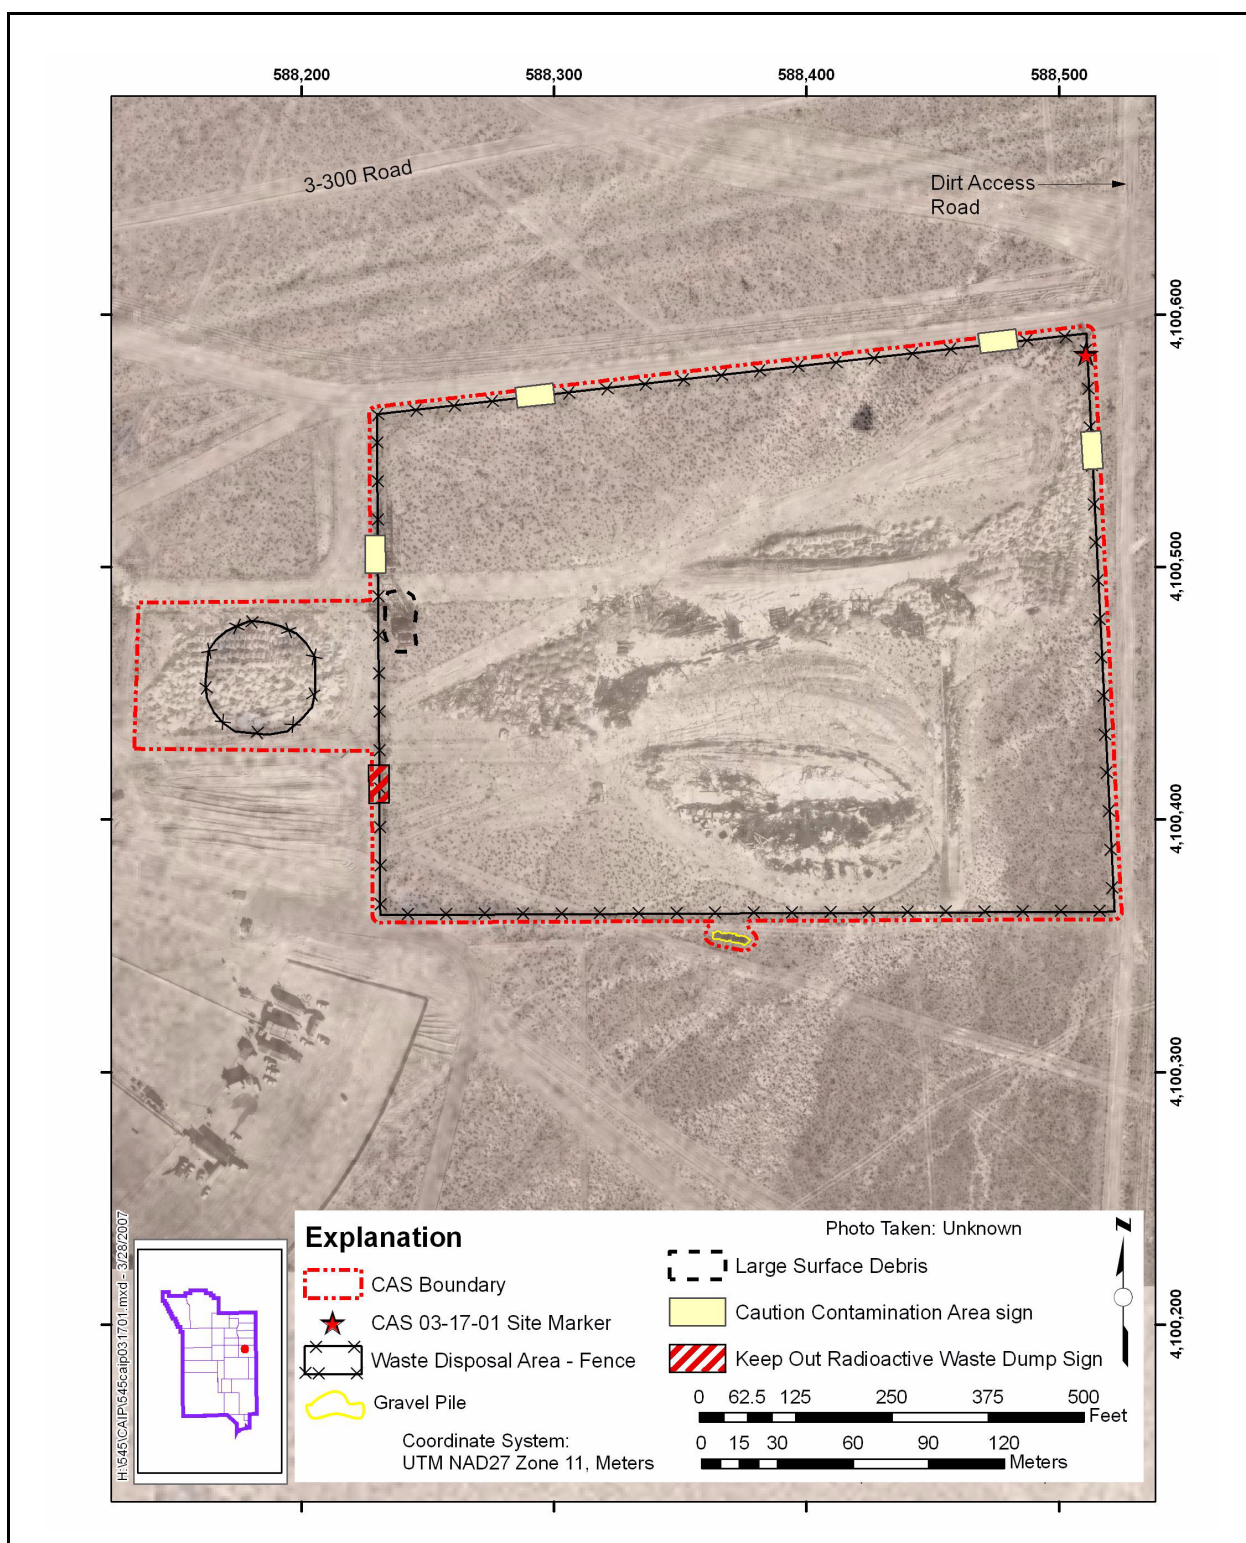 588,200
588,300
588,400
588,500
3-300 Road
Dirt Access
Road
4,100,600
4,100,500
4,100,400
4,100,300
4,100,200
H:\545\CAIP\545caip031701.mxd - 3/28/2007
Explanation
CAS Boundary
CAS 03-17-01 Site Marker
Waste Disposal Area - Fence
Gravel Pile
Photo Taken: Unknown
Large Surface Debris
Caution Contamination Area sign
Keep Out Radioactive Waste Dump Sign
Z
0 62.5 125 250 375 500
Feet
0 15 30 60 90 120
Meters
Coordinate System:
UTM NAD27 Zone 11, Meters